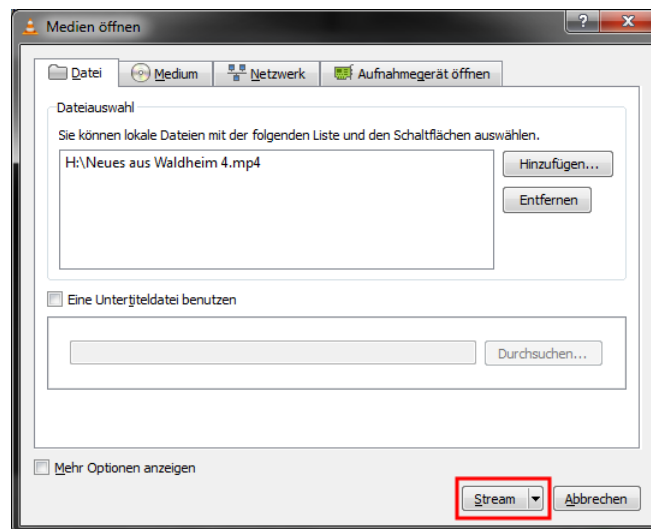 Medien öffnen
Datei Medium Netzwerk Aufnahmegerät öffnen
Dateiauswahl
Sie können lokale Dateien mit der folgenden Liste und den Schaltflächen auswählen.
H:\Neues aus Waldheim 4.mp4
Hinzufügen...
Entfernen
Eine Untertiteldatei benutzen
Durchsuchen...
Mehr Optionen anzeigen
Stream Abbrechen